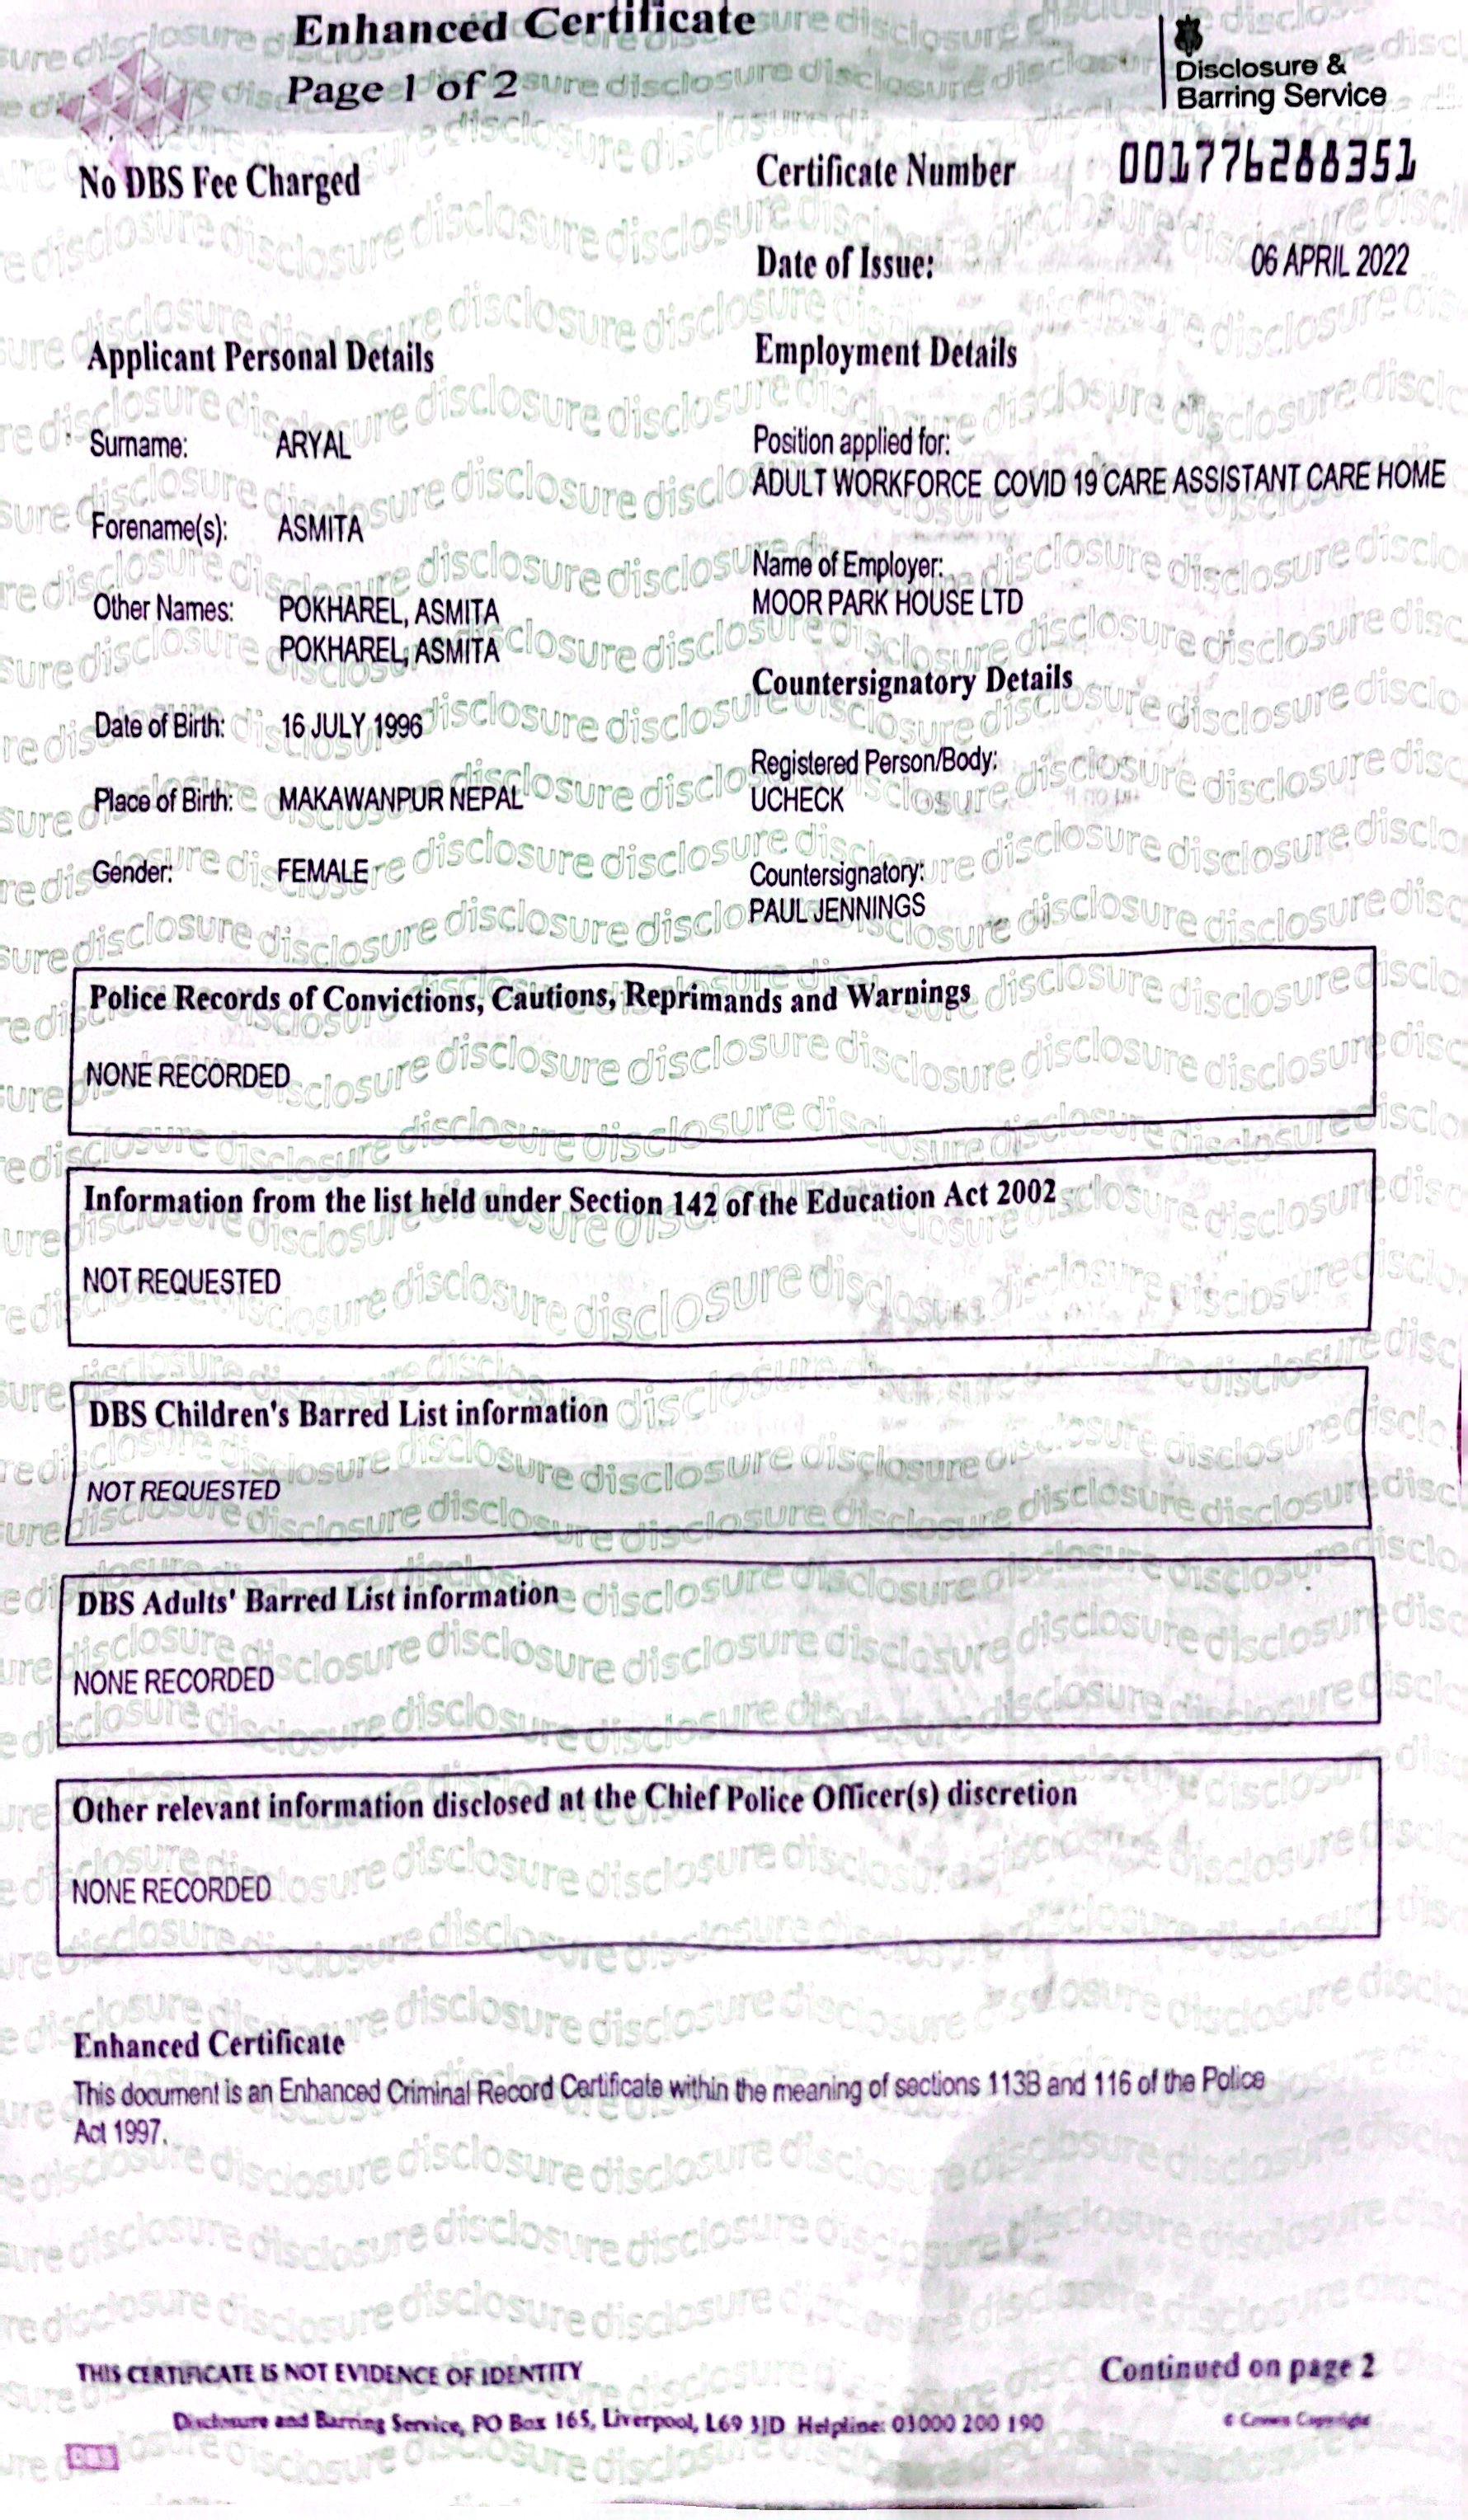 Enhanced Certificate
Page 1 of 2
Disclosure &
Barring Service
No DBS Fee Charged
Certificate Number 001776288351
Date of Issue: 06 APRIL 2022
Applicant Personal Details
Surname: ARYAL
Forename(s): ASMITA
Other Names: POKHAREL, ASMITA
POKHAREL, ASMITA
Date of Birth: 16 JULY 1996
Place of Birth: MAKAWANPUR NEPAL
Gender: FEMALE
Employment Details
Position applied for:
ADULT WORKFORCE COVID 19 CARE ASSISTANT CARE HOME
Name of Employer:
MOOR PARK HOUSE LTD
Countersignatory Details
Registered Person/Body:
UCHECK
Countersignatory:
PAUL JENNINGS
Police Records of Convictions, Cautions, Reprimands and Warnings
NONE RECORDED
Information from the list held under Section 142 of the Education Act 2002
NOT REQUESTED
DBS Children's Barred List information
NOT REQUESTED
DBS Adults' Barred List information
NONE RECORDED
Other relevant information disclosed at the Chief Police Officer(s) discretion
NONE RECORDED
Enhanced Certificate
This document is an Enhanced Criminal Record Certificate within the meaning of sections 113B and 116 of the Police
Act 1997.
THIS CERTIFICATE IS NOT EVIDENCE OF IDENTITY
Continued on page 2
Disclosure and Barring Service, PO Box 165, Liverpool, L69 3JD Helpline: 03000 200 190
© Crown Copyright
DBS